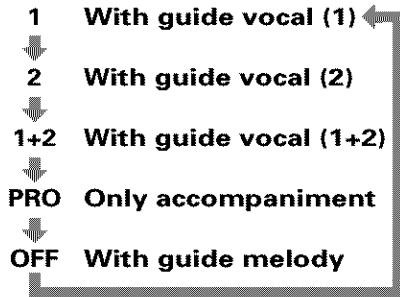 1 With guide vocal (1)
2 With guide vocal (2)
1+2 With guide vocal (1+2)
PRO Only accompaniment
OFF With guide melody